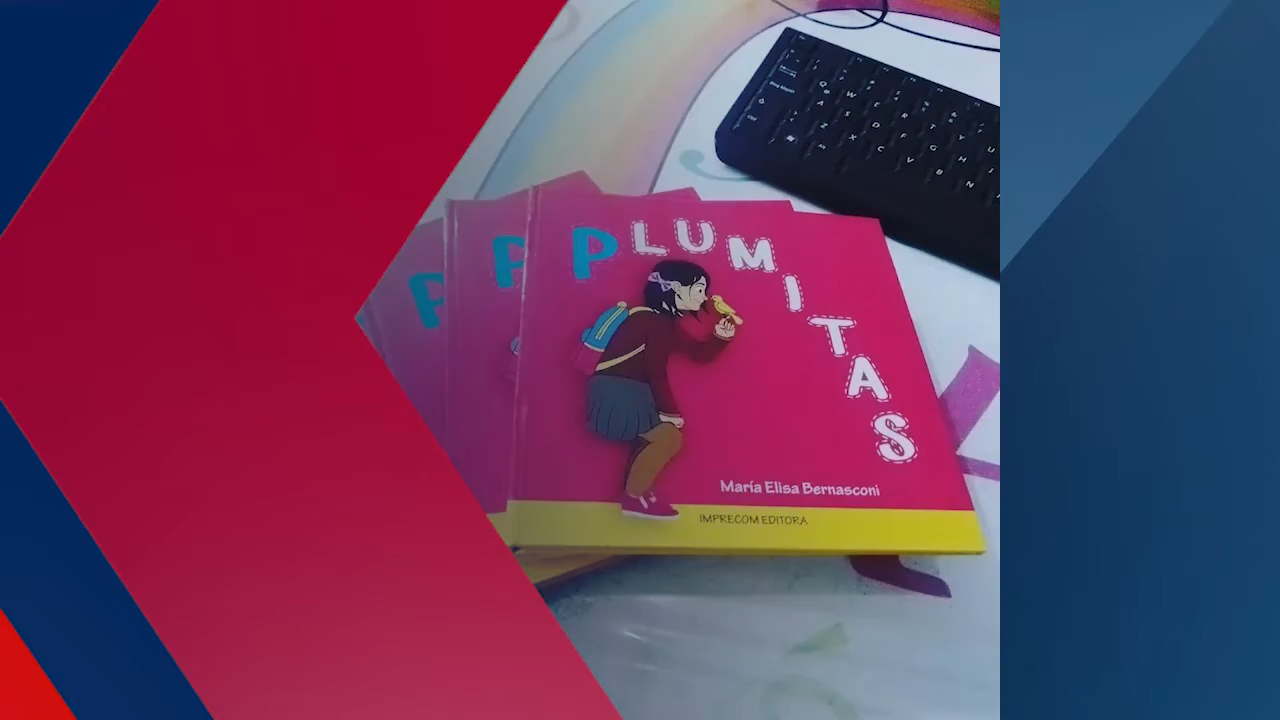 PLUMITAS
María Elisa Bernasconi
IMPRECOM EDITORA
P
P
Q W E R T Y U
A S D F G H J
Z X C V B N